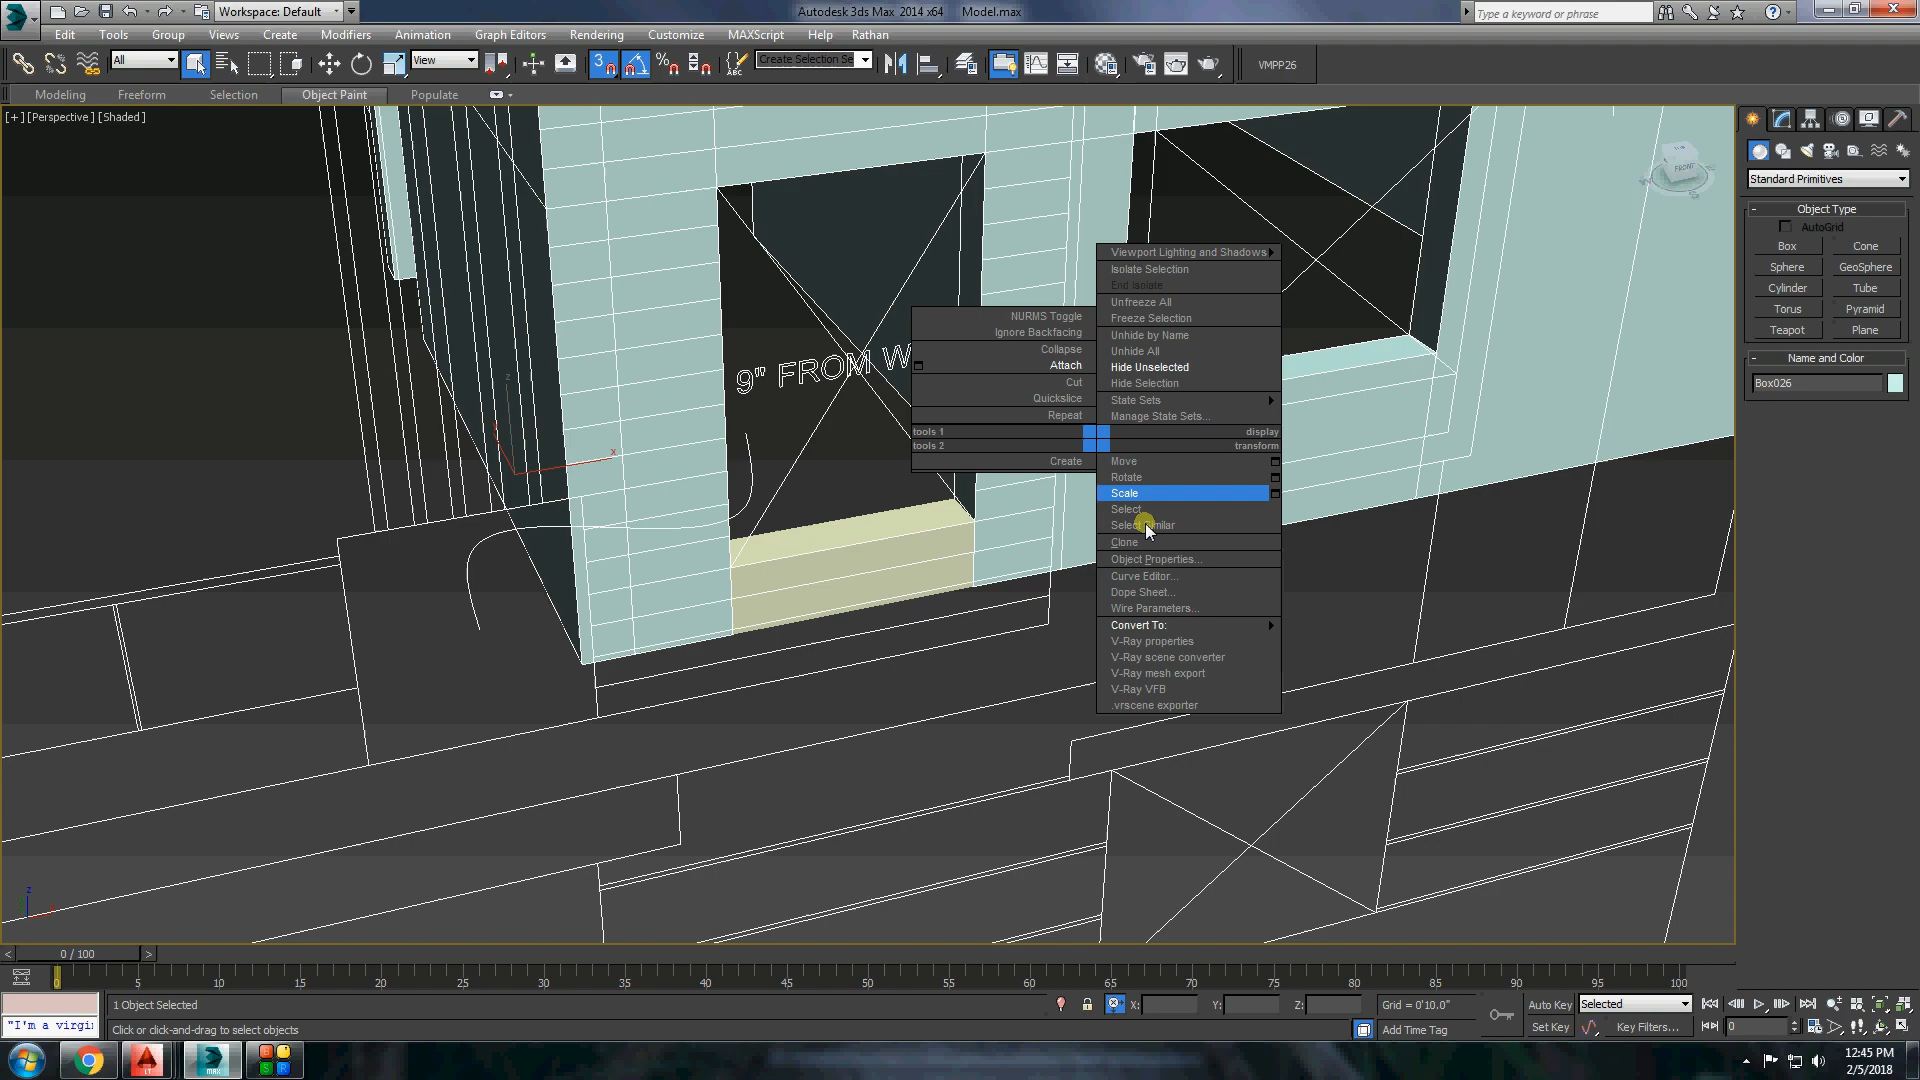 Workspace: Default
Autodesk 3ds Max 2014 x64 Model.max
Type a keyword or phrase
Edit Tools Group Views Create Modifiers Animation Graph Editors Rendering Customize MAXScript Help Rathan
All
View
3
ABC
Create Selection Se
VMPP26
Modeling Freeform Selection Object Paint Populate
[+] [Perspective] [Shaded]
9" FROM W
x
z
NURMS Toggle
Ignore Backfacing
Collapse
Attach
Cut
Quickslice
Repeat
tools 1
tools 2
Create
Viewport Lighting and Shadows
Isolate Selection
End Isolate
Unfreeze All
Freeze Selection
Unhide by Name
Unhide All
Hide Unselected
Hide Selection
State Sets
Manage State Sets...
display
transform
Move
Rotate
Scale
Select
Select Similar
Clone
Object Properties...
Curve Editor...
Dope Sheet...
Wire Parameters...
Convert To:
V-Ray properties
V-Ray scene converter
V-Ray mesh export
V-Ray VFB
.vrscene exporter
FRONT
Standard Primitives
Object Type
AutoGrid
Box Cone
Sphere GeoSphere
Cylinder Tube
Torus Pyramid
Teapot Plane
Name and Color
Box026
z
< 0 / 100 >
0 5 10 15 20 25 30 35 40 45 50 55 60 65 70 75 80 85 90 95 100
1 Object Selected
X: Y: Z: Grid = 0'10.0"
Auto Key Selected
"I'm a virgi
Click or click-and-drag to select objects
Add Time Tag
Set Key Key Filters... 0
12:45 PM
2/5/2018